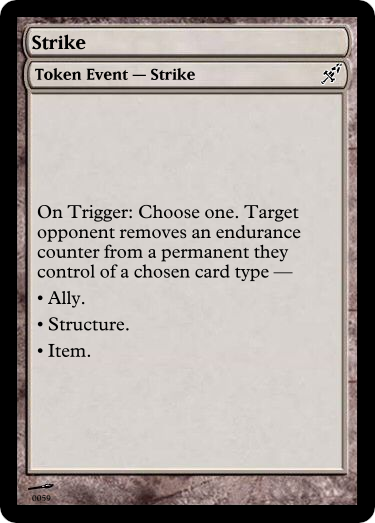 Strike
Token Event — Strike
On Trigger: Choose one. Target
opponent removes an endurance
counter from a permanent they
control of a chosen card type —
• Ally.
• Structure.
• Item.
0059